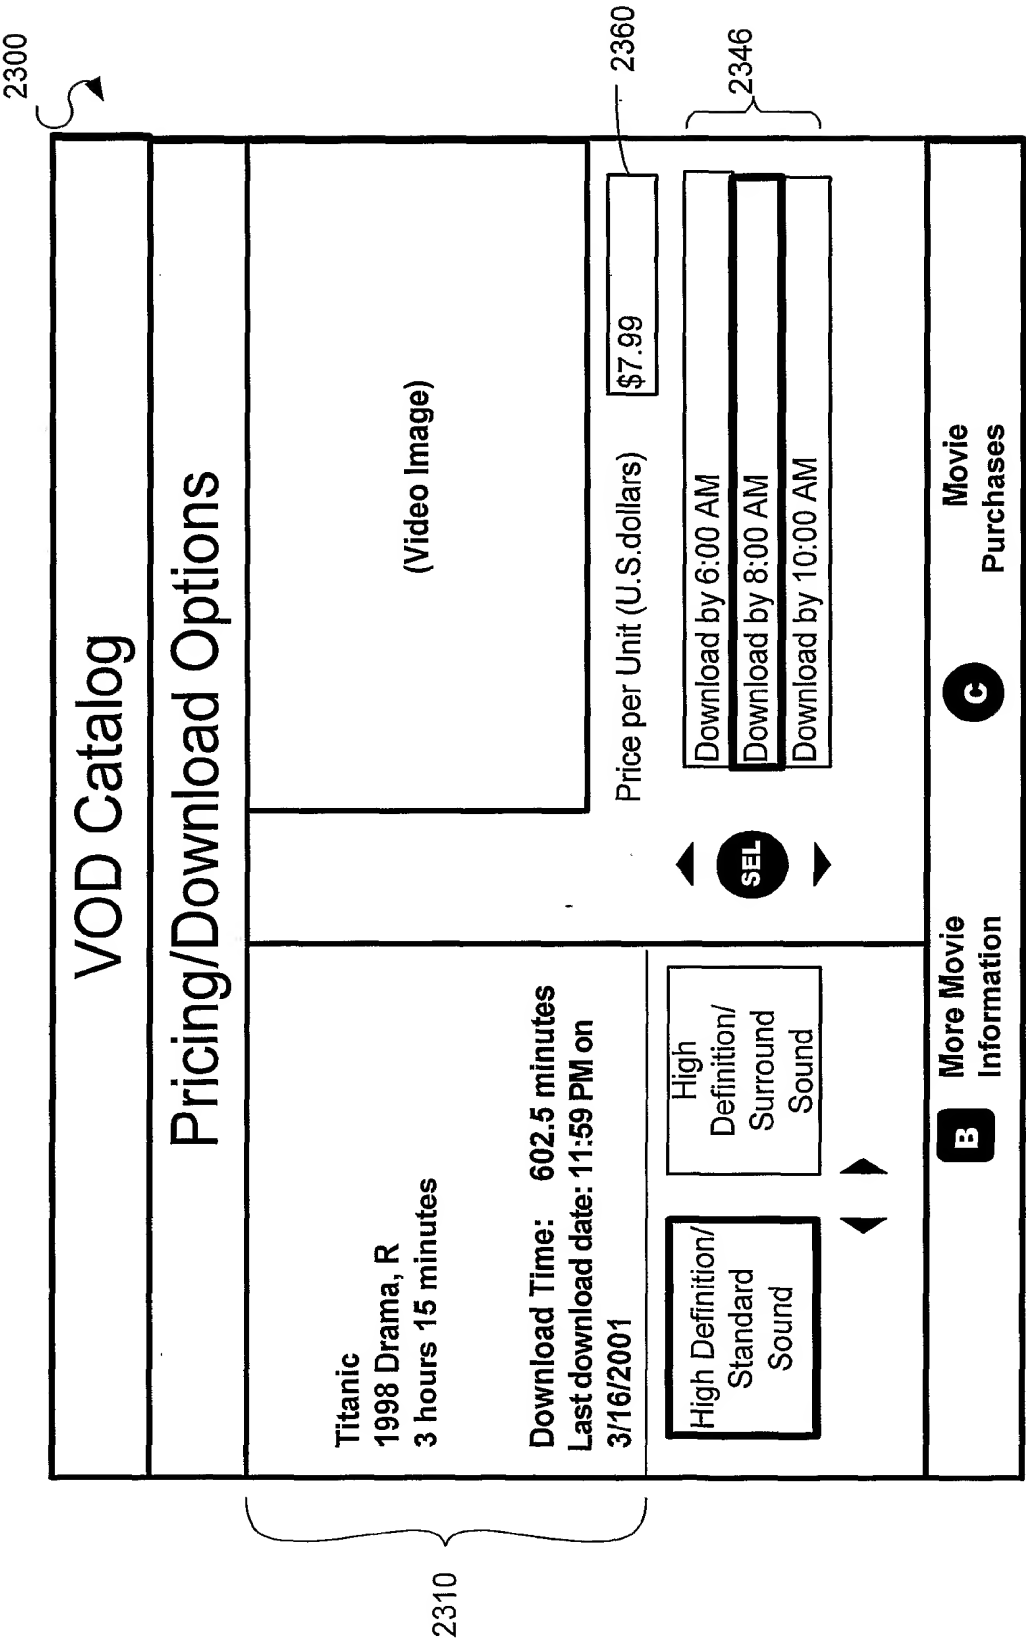 2300
VOD Catalog
Pricing/Download Options
2310
Titanic
1998 Drama, R
3 hours 15 minutes
Download Time: 602.5 minutes
Last download date: 11:59 PM on
3/16/2001
(Video Image)
Price per Unit (U.S.dollars)
$7.99
2360
High Definition/
Standard
Sound
High
Definition/
Surround
Sound
SEL
Download by 6:00 AM
Download by 8:00 AM
Download by 10:00 AM
2346
B
More Movie
Information
C
Movie
Purchases